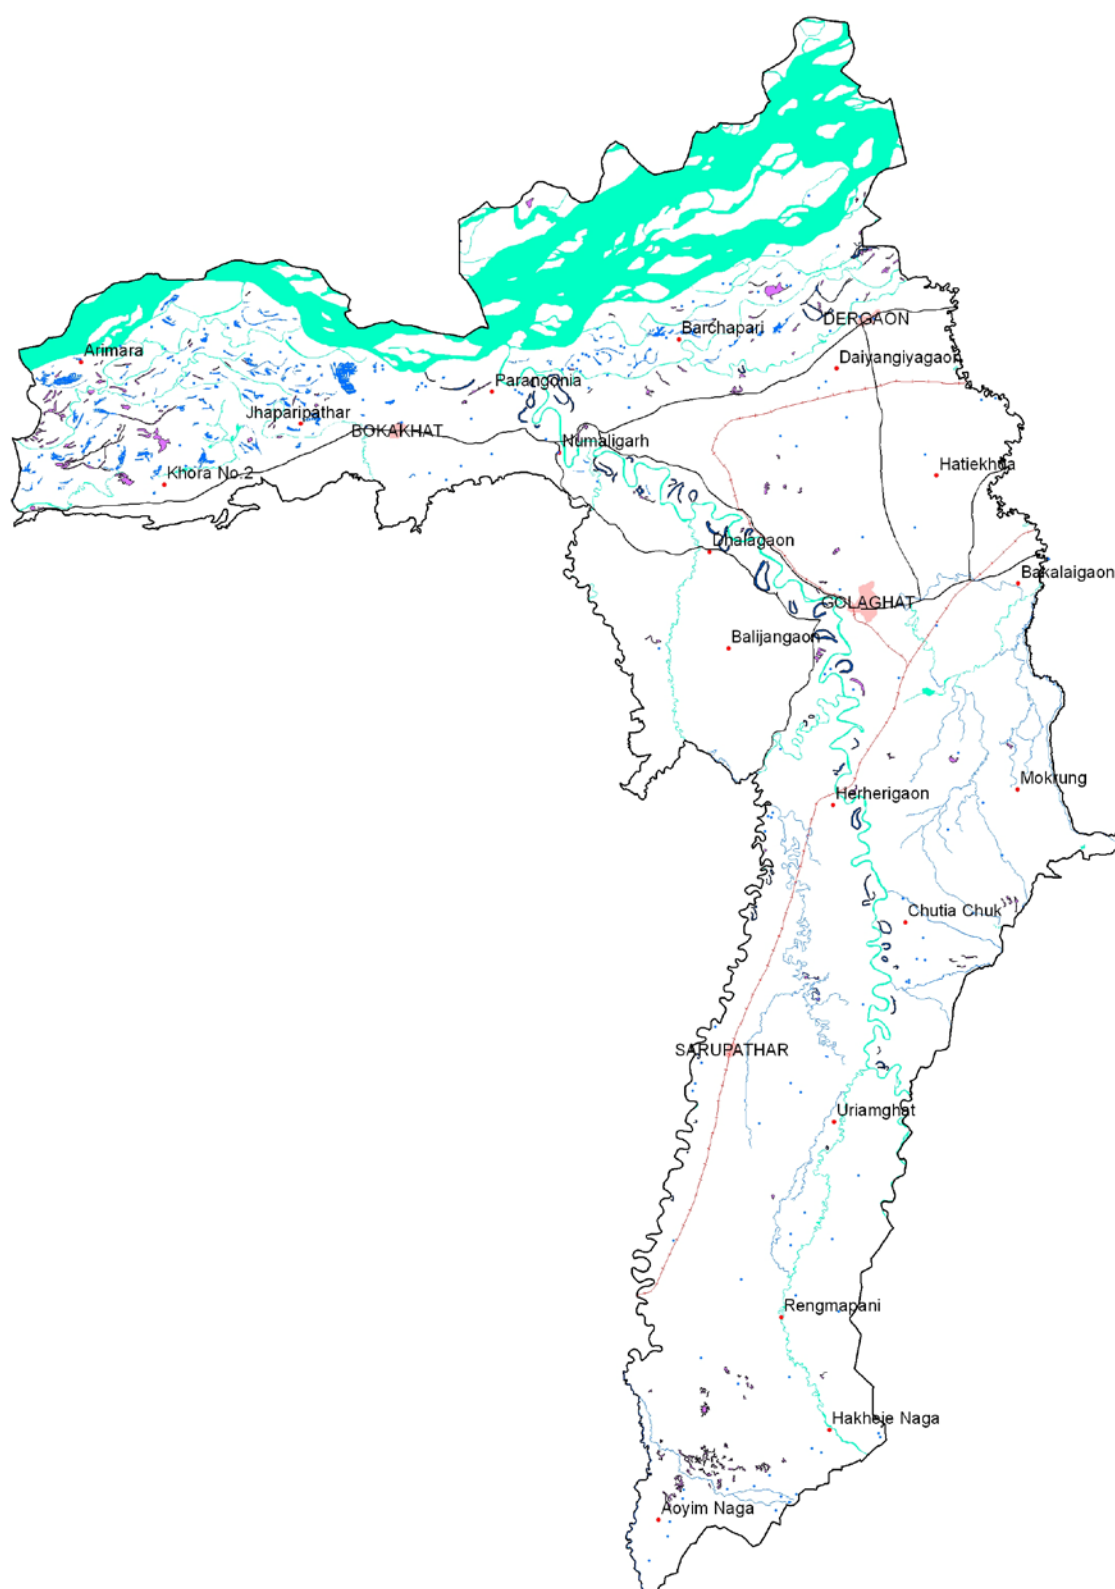 DERGAON
Barchapari
Arimara
Daiyangiyagaon
Parangonia
Jhaparipathar
BOKAKHAT
Numaligarh
Khora No.2
Hatiekhoa
Dhalagaon
Bakalaigaon
GOLAGHAT
Balijangaon
Mokrung
Herherigaon
Chutia Chuk
SARUPATHAR
Uriamghat
Rengmapani
Hakheje Naga
Aoyim Naga